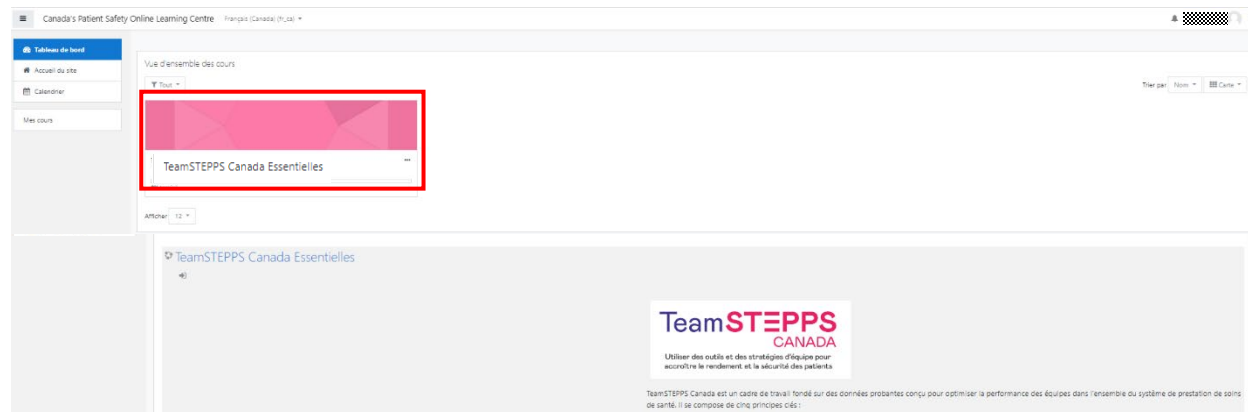 Canada's Patient Safety Online Learning Centre Français (Canada) (fr_ca)
Tableau de bord
Accueil du site
Calendrier
Mes cours
Vue d'ensemble des cours
Tout
Trier par Nom Carte
TeamSTEPPS Canada Essentielles
Afficher 12
TeamSTEPPS Canada Essentielles
TeamSTEPPS
CANADA
Utiliser des outils et des stratégies d'équipe pour
accroître le rendement et la sécurité des patients
TeamSTEPPS Canada est un cadre de travail fondé sur des données probantes conçu pour optimiser la performance des équipes dans l'ensemble du système de prestation de soins
de santé. Il se compose de cinq principes clés :